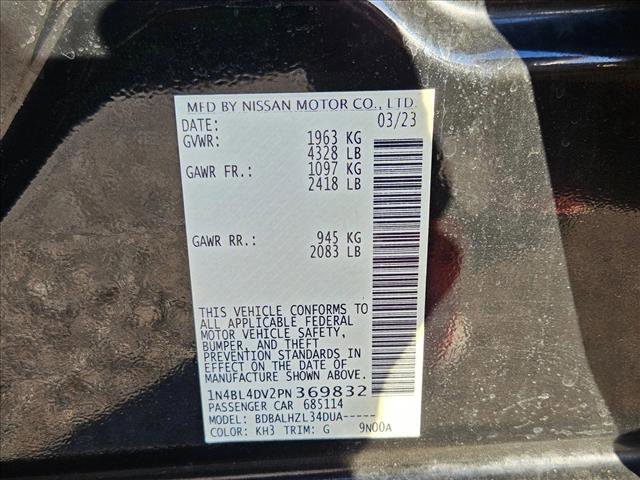 MFD BY NISSAN MOTOR CO., LTD.
DATE: 03/23
GVWR: 1963 KG
4328 LB
GAWR FR.: 1097 KG
2418 LB
GAWR RR.: 945 KG
2083 LB
THIS VEHICLE CONFORMS TO
ALL APPLICABLE FEDERAL
MOTOR VEHICLE SAFETY,
BUMPER, AND THEFT
PREVENTION STANDARDS IN
EFFECT ON THE DATE OF
MANUFACTURE SHOWN ABOVE.
1N4BL4DV2PN369832
PASSENGER CAR 685114
MODEL: BDBALHZL34DUA-----
COLOR: KH3 TRIM: G 9N00A